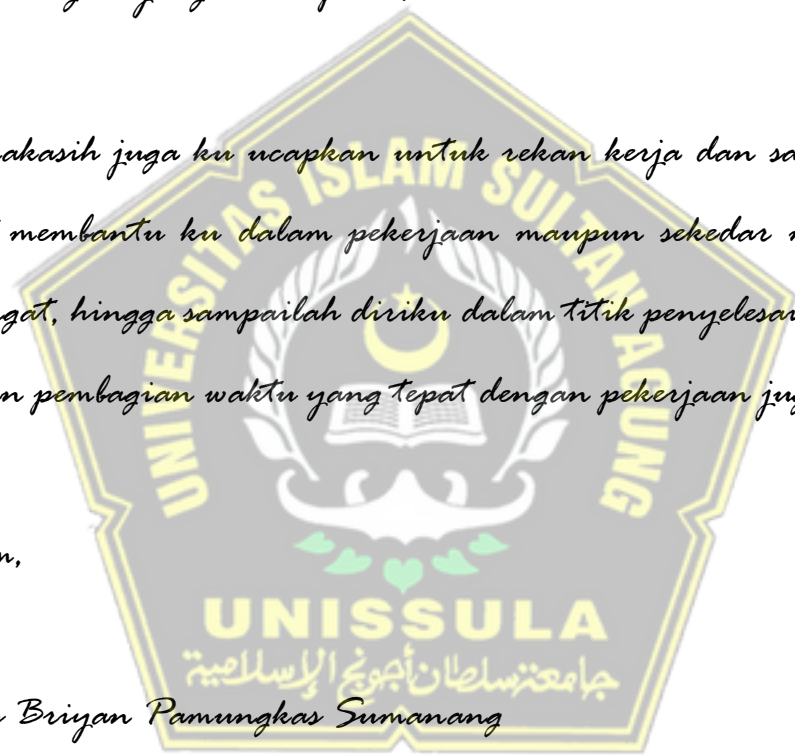 akasih juga ku ucapkan untuk rekan kerja dan sa
membantu ku dalam pekerjaan maupun sekedar
gat, hingga sampailah diriku dalam titik penyelesai
n pembagian waktu yang tepat dengan pekerjaan jug
n,
Briyan Pamungkas Sumanang
UNIVERSITAS ISLAM SULTAN AGUNG
UNISSULA
جامعة سلطان أجونج الإسلامية